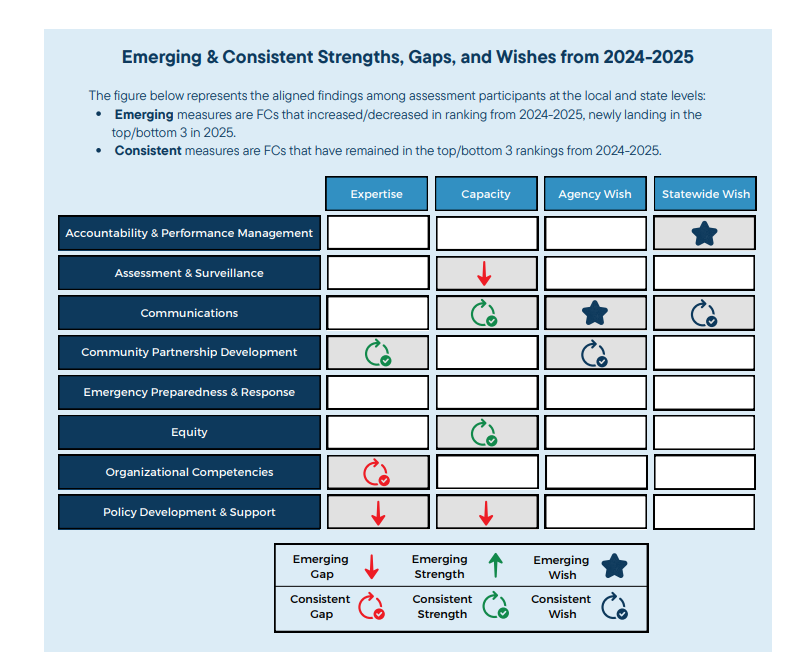 Emerging & Consistent Strengths, Gaps, and Wishes from 2024-2025
The figure below represents the aligned findings among assessment participants at the local and state levels:
• Emerging measures are FCs that increased/decreased in ranking from 2024-2025, newly landing in the
top/bottom 3 in 2025.
• Consistent measures are FCs that have remained in the top/bottom 3 rankings from 2024-2025.
Expertise Capacity Agency Wish Statewide Wish
Accountability & Performance Management
Assessment & Surveillance
Communications
Community Partnership Development
Emergency Preparedness & Response
Equity
Organizational Competencies
Policy Development & Support
Emerging Emerging Emerging
Gap Strength Wish
Consistent Consistent Consistent
Gap Strength Wish